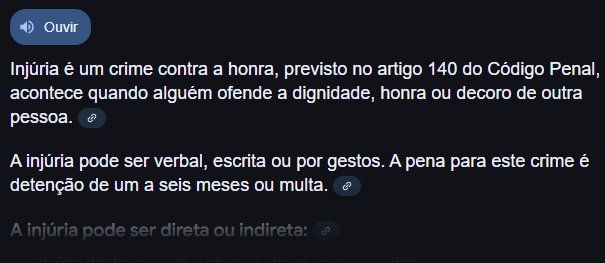 Ouvir
Injúria é um crime contra a honra, previsto no artigo 140 do Código Penal,
acontece quando alguém ofende a dignidade, honra ou decoro de outra
pessoa.
A injúria pode ser verbal, escrita ou por gestos. A pena para este crime é
detenção de um a seis meses ou multa.
A injúria pode ser direta ou indireta: